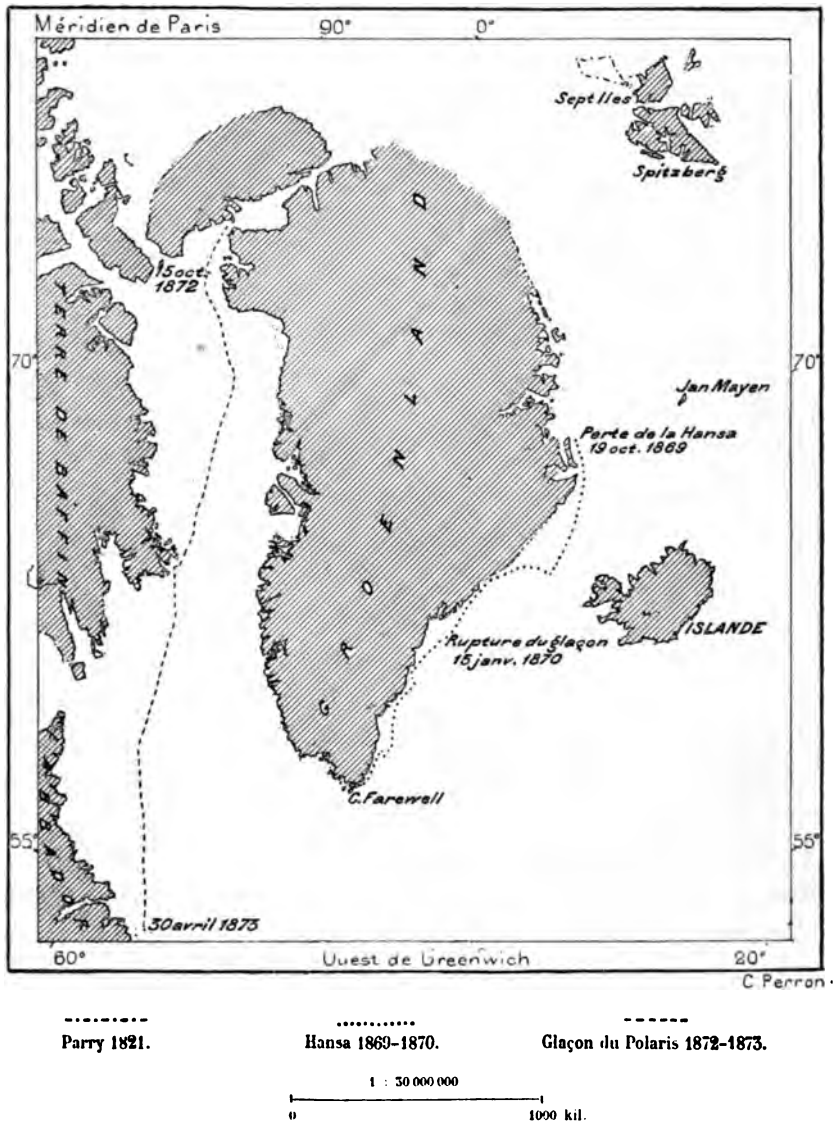 Méridien de Paris
90°
0°
Sept Iles
Spitzberg
15 oct.
1872
TERRE DE BAFFIN
GROENLAND
70°
70°
Jan Mayen
Perte de la Hansa
19 oct. 1869
ISLANDE
Rupture du glaçon
15 janv. 1870
C. Farewell
55°
55°
30 avril 1873
60°
Ouest de Greenwich
20°
C. Perron.
Parry 1821.
Hansa 1869-1870.
Glaçon du Polaris 1872-1873.
1 : 30 000 000
0
1000 kil.